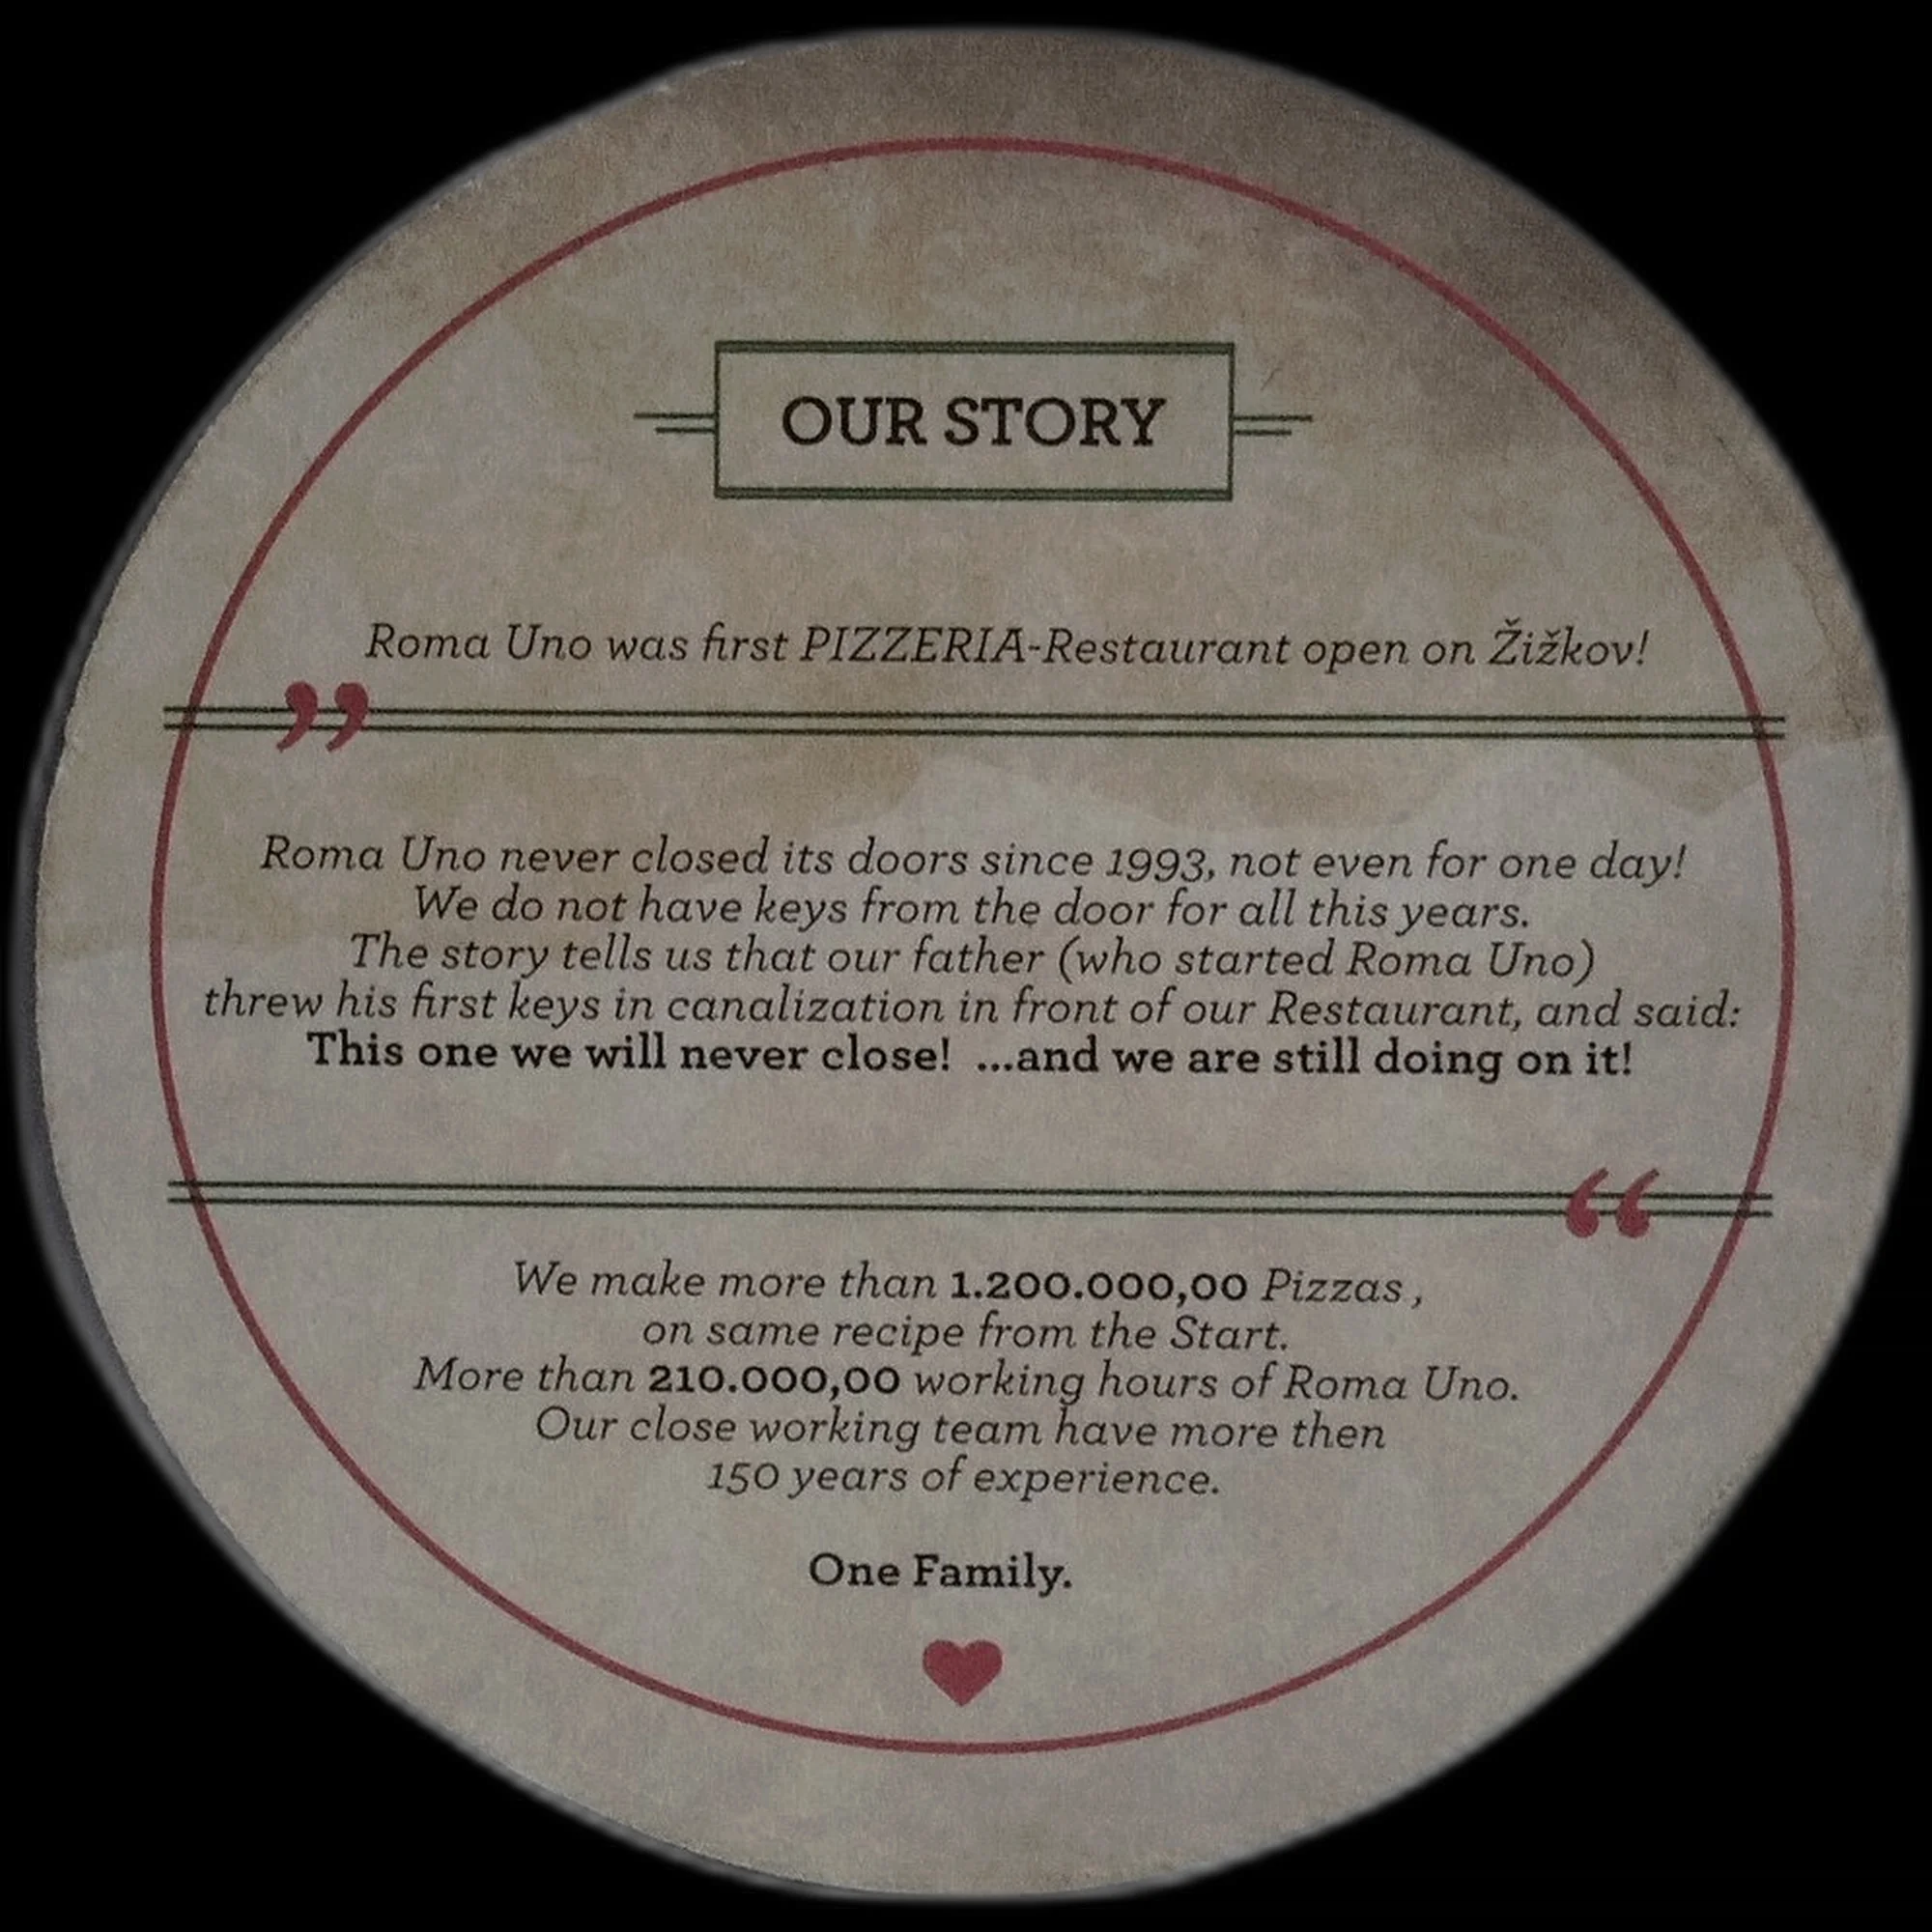 OUR STORY
Roma Uno was first PIZZERIA-Restaurant open on Žižkov!
”
Roma Uno never closed its doors since 1993, not even for one day!
We do not have keys from the door for all this years.
The story tells us that our father (who started Roma Uno)
threw his first keys in canalization in front of our Restaurant, and said:
This one we will never close! ...and we are still doing on it!
“
We make more than 1.200.000,00 Pizzas ,
on same recipe from the Start.
More than 210.000,00 working hours of Roma Uno.
Our close working team have more then
150 years of experience.
One Family.